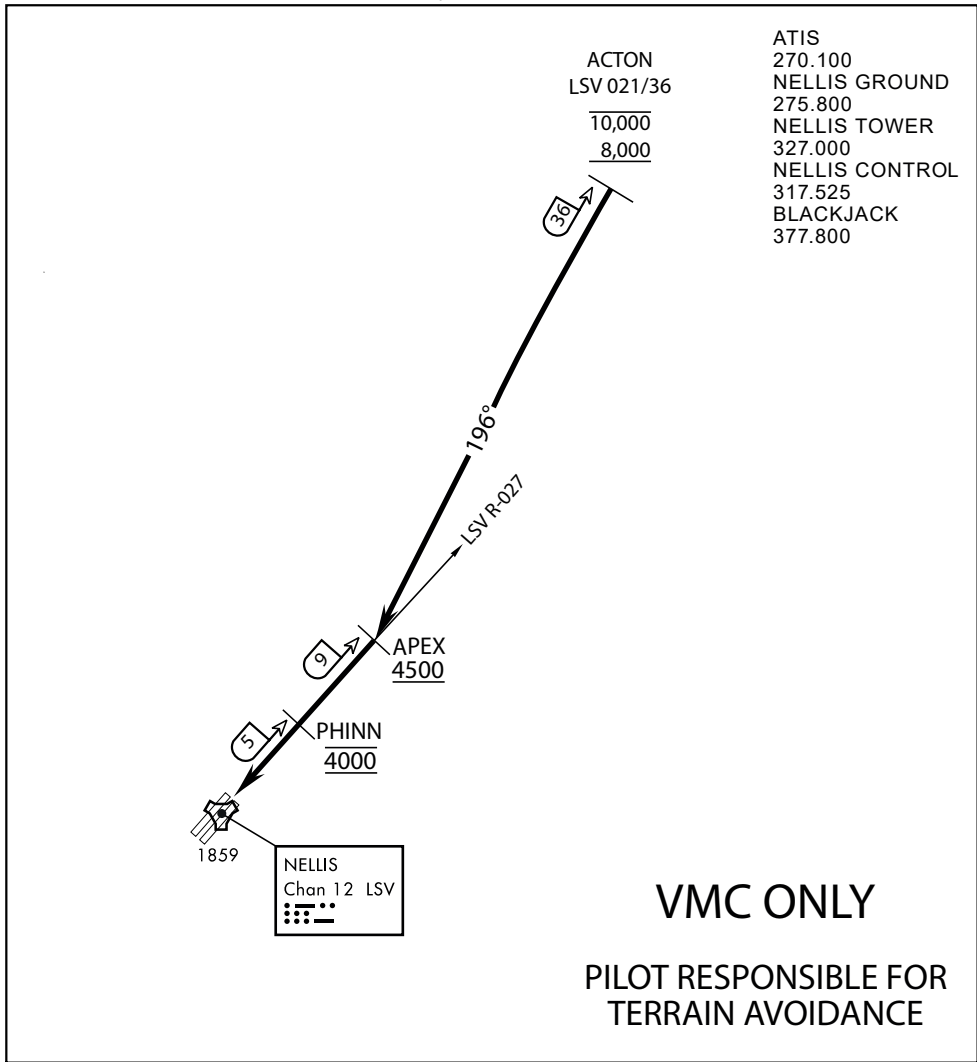 ACTON
LSV 021/36
10,000
8,000
ATIS
270.100
NELLIS GROUND
275.800
NELLIS TOWER
327.000
NELLIS CONTROL
317.525
BLACKJACK
377.800
36
196°
LSV R-027
9
APEX
4500
5
PHINN
4000
1859
NELLIS
Chan 12 LSV
VMC ONLY
PILOT RESPONSIBLE FOR
TERRAIN AVOIDANCE